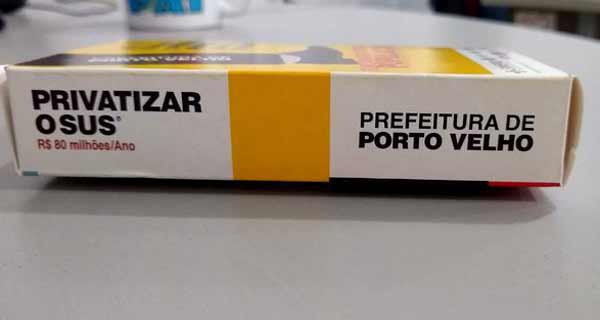 PRIVATIZAR
O SUS®
R$ 80 milhões/Ano
PREFEITURA DE
PORTO VELHO